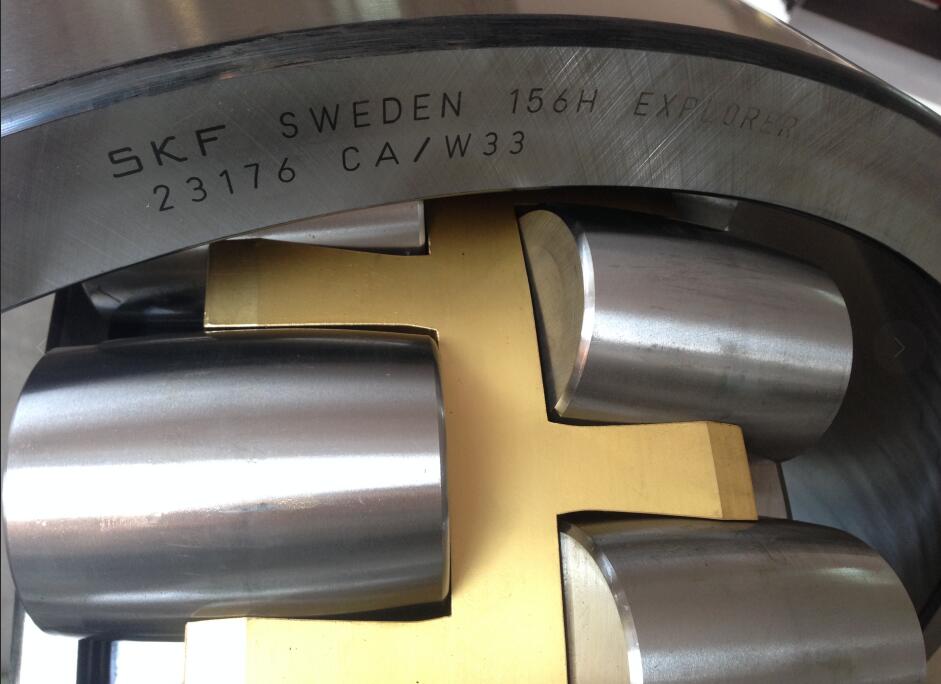 SKF SWEDEN 156H EXPLORER
23176 CA/W33